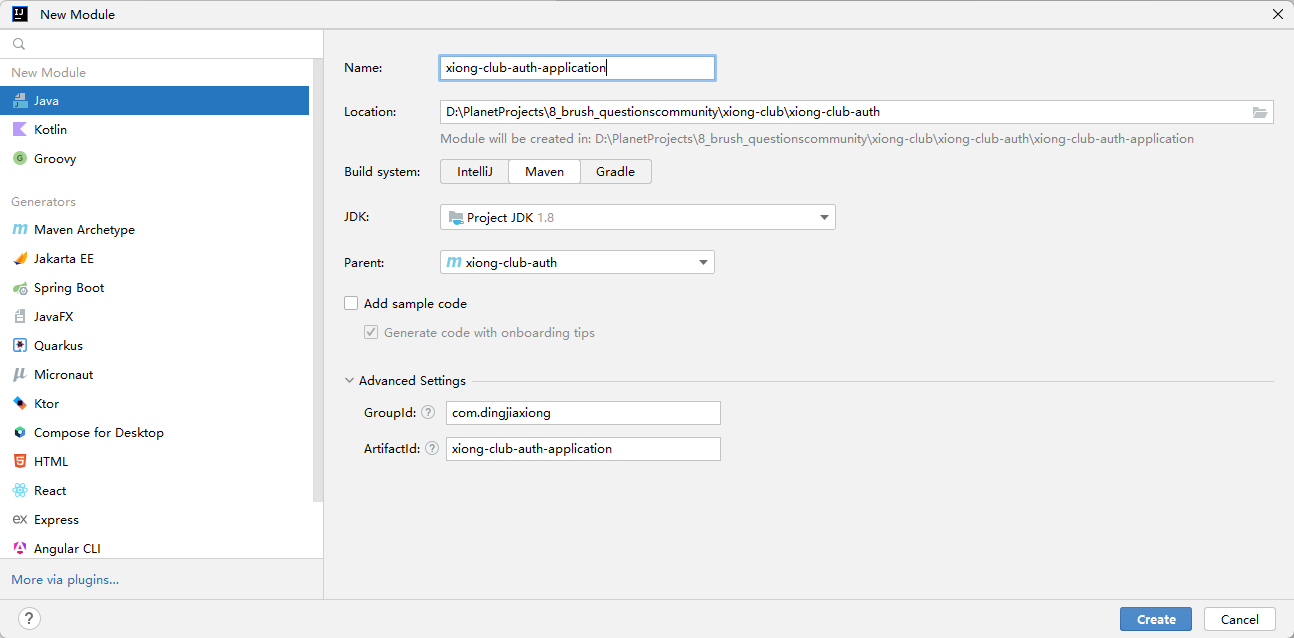 New Module
New Module
Java
Kotlin
Groovy
Generators
Maven Archetype
Jakarta EE
Spring Boot
JavaFX
Quarkus
Micronaut
Ktor
Compose for Desktop
HTML
React
Express
Angular CLI
More via plugins...
Name: xiong-club-auth-application
Location: D:\PlanetProjects\8_brush_questionscommunity\xiong-club\xiong-club-auth
Module will be created in: D:\PlanetProjects\8_brush_questionscommunity\xiong-club\xiong-club-auth\xiong-club-auth-application
Build system: IntelliJ Maven Gradle
JDK: Project JDK 1.8
Parent: xiong-club-auth
Add sample code
Generate code with onboarding tips
Advanced Settings
GroupId: ? com.dingjiaxiong
ArtifactId: ? xiong-club-auth-application
? Create Cancel